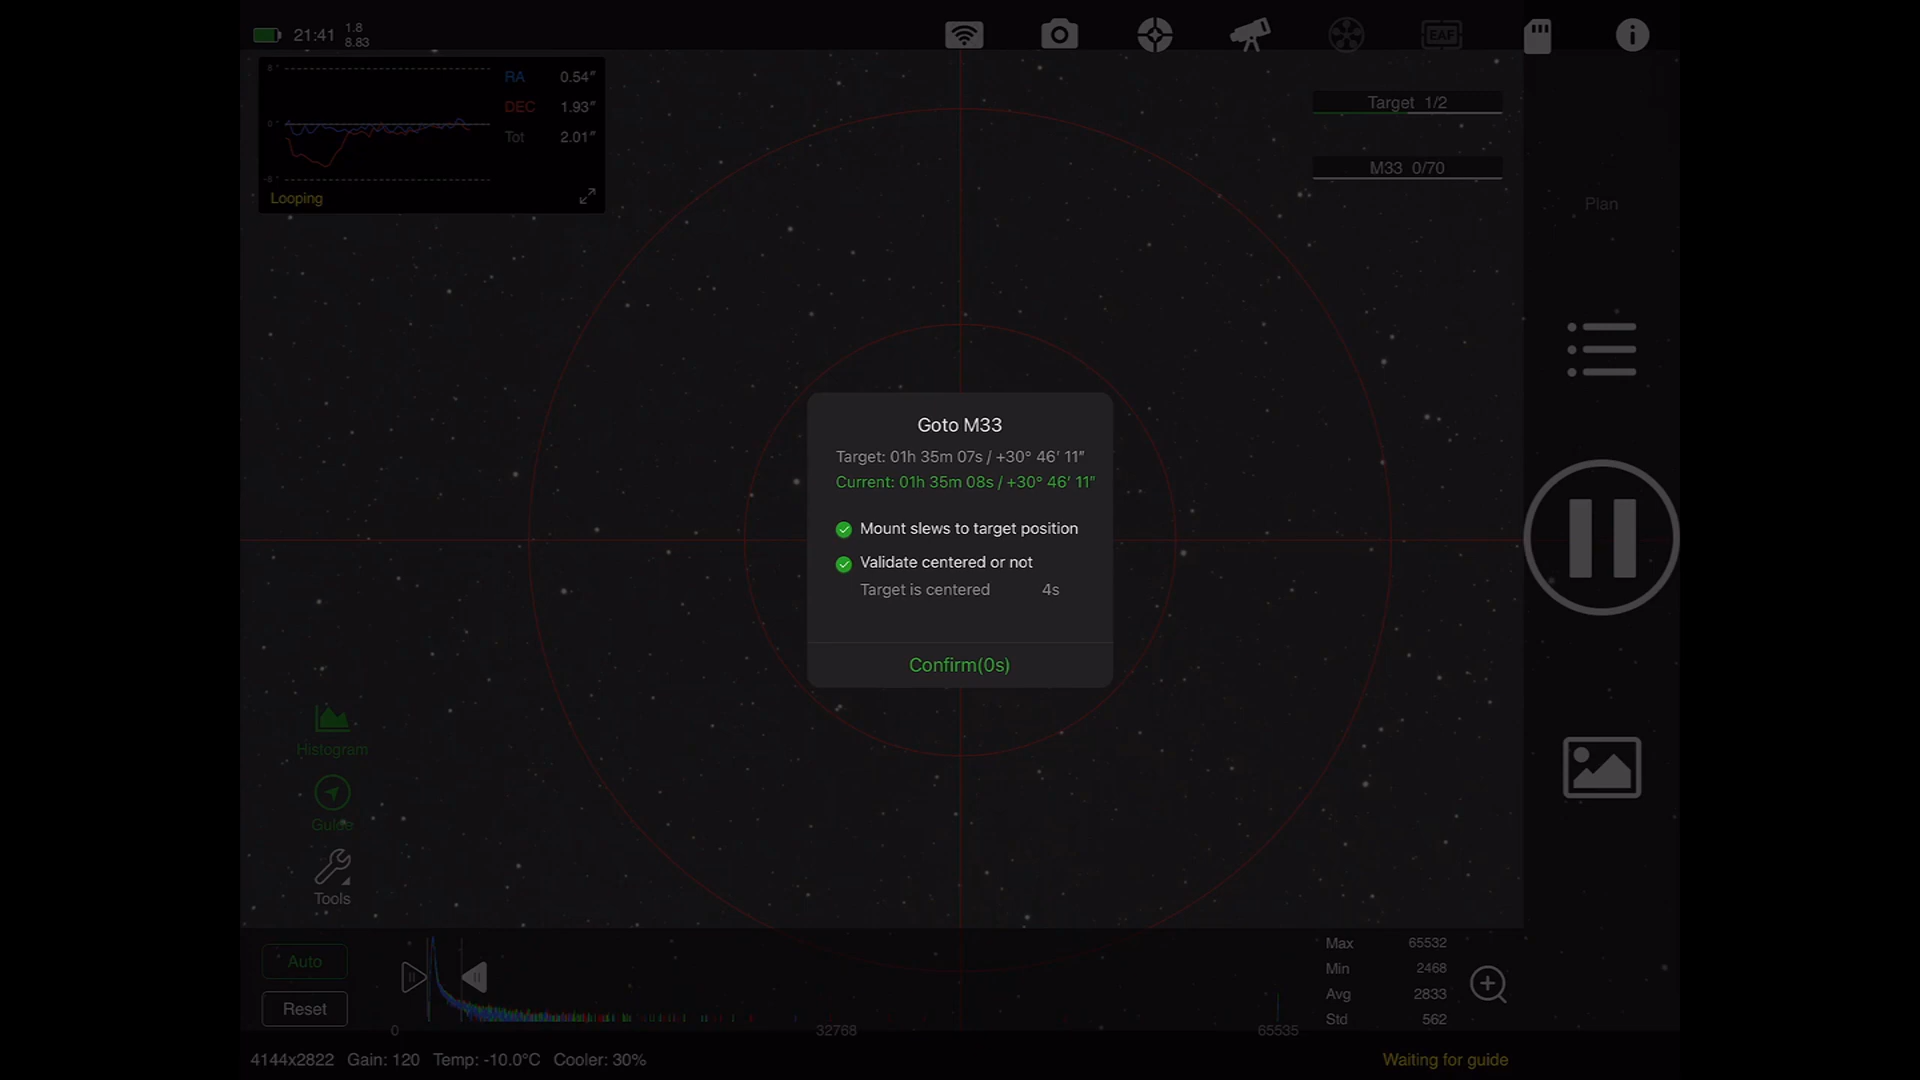 21:41
1.8
8.83
EAF
8"
0"
-8"
RA 0.54"
DEC 1.93"
Tot 2.01"
Looping
Target 1/2
M33 0/70
Plan
Goto M33
Target: 01h 35m 07s / +30° 46' 11"
Current: 01h 35m 08s / +30° 46' 11"
Mount slews to target position
Validate centered or not
Target is centered 4s
Confirm(0s)
Histogram
Guide
Tools
Auto
Reset
0
32768
65535
Max 65532
Min 2468
Avg 2833
Std 562
4144x2822 Gain: 120 Temp: -10.0°C Cooler: 30%
Waiting for guide